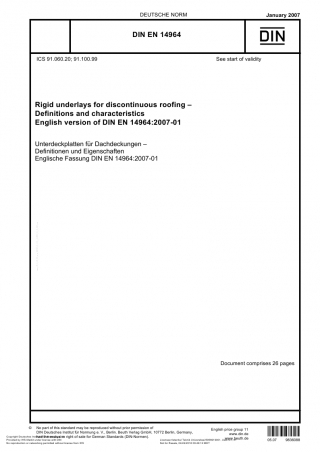 DEUTSCHE NORM
January 2007
DIN EN 14964
DIN
ICS 91.060.20; 91.100.99
See start of validity
Rigid underlays for discontinuous roofing –
Definitions and characteristics
English version of DIN EN 14964:2007-01
Unterdeckplatten für Dachdeckungen –
Definitionen und Eigenschaften
Englische Fassung DIN EN 14964:2007-01
Document comprises 26 pages
No part of this standard may be reproduced without prior permission of
DIN Deutsches Institut für Normung e. V., Berlin. Beuth Verlag GmbH, 10772 Berlin, Germany,
right of sale for German Standards (DIN-Normen).
English price group 11
www.din.de
www.beuth.de